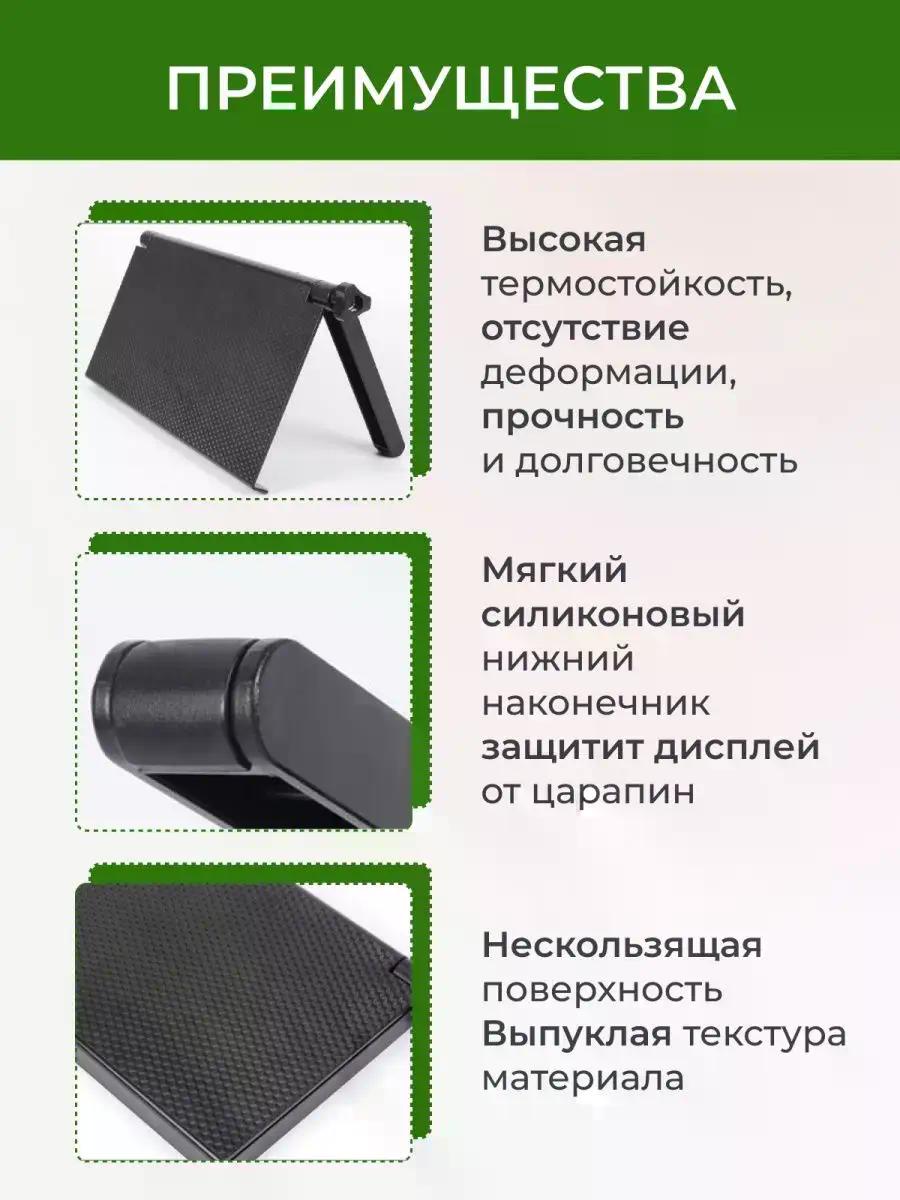 ПРЕИМУЩЕСТВА
Высокая
термостойкость,
отсутствие
деформации,
прочность
и долговечность
Мягкий
силиконовый
нижний
наконечник
защитит дисплей
от царапин
Нескользящая
поверхность
Выпуклая текстура
материала